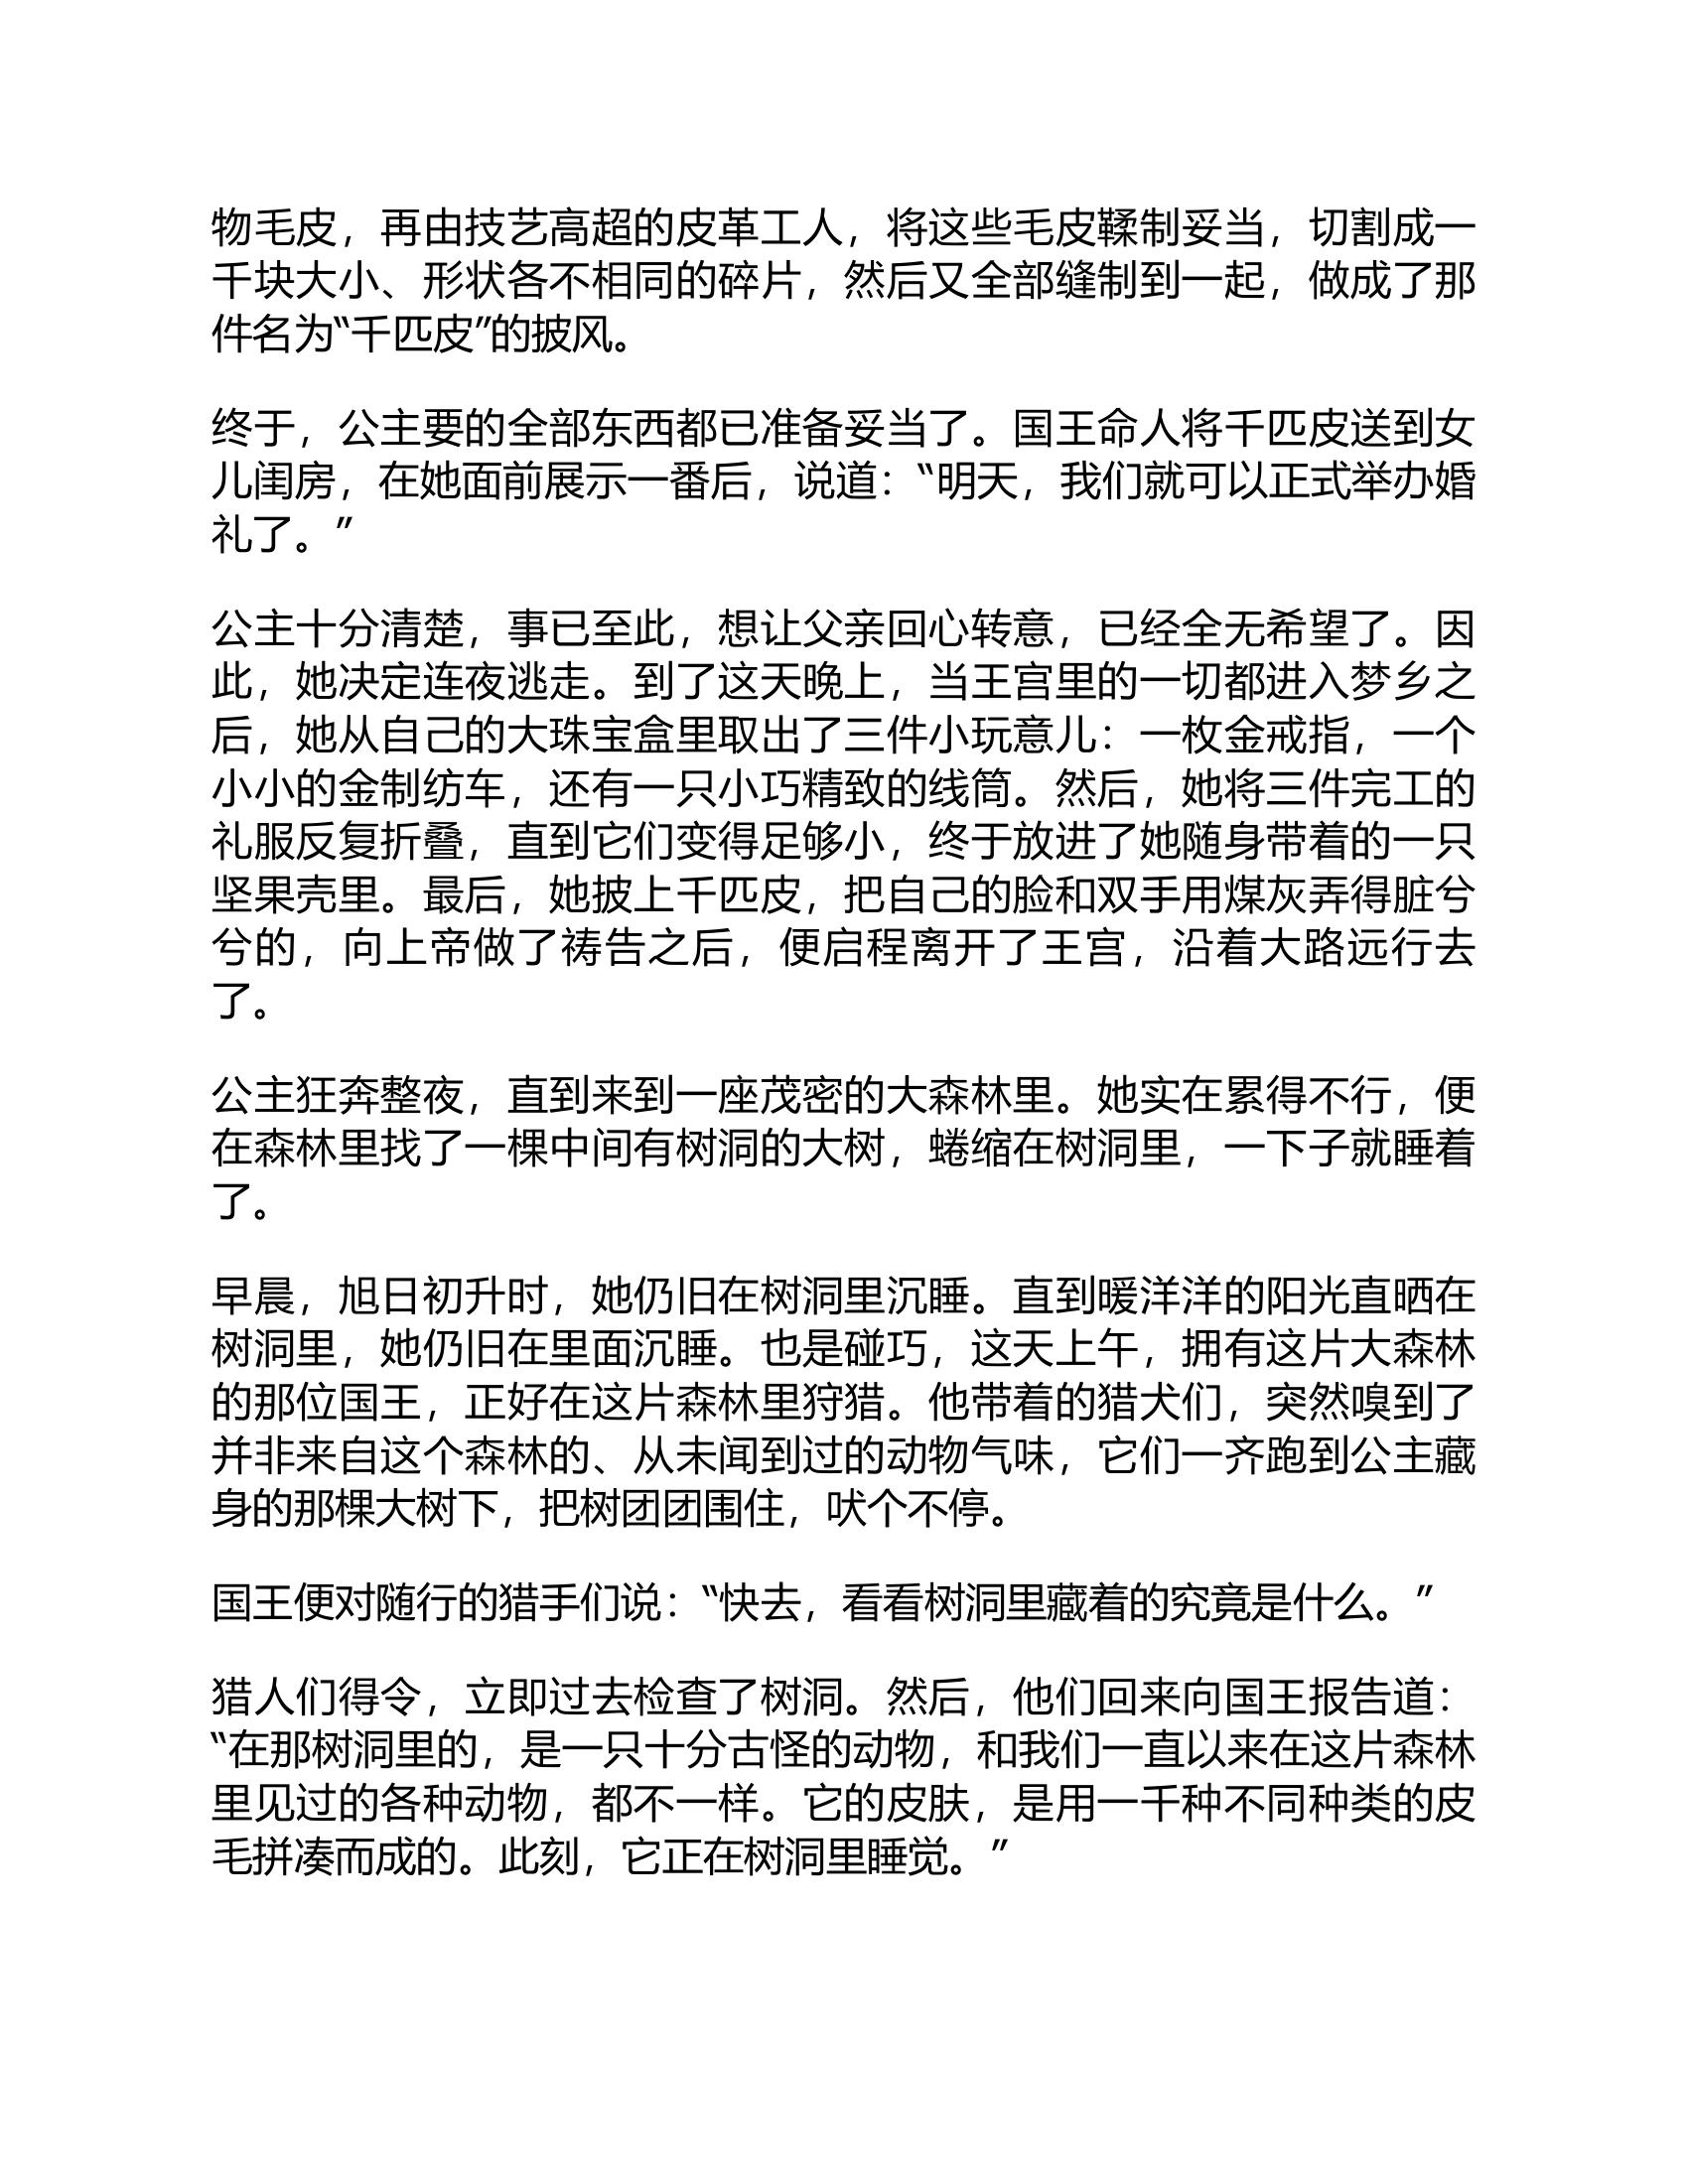 物毛皮，再由技艺高超的皮革工人，将这些毛皮鞣制妥当，切割成一
千块大小、形状各不相同的碎片，然后又全部缝制到一起，做成了那
件名为“千匹皮”的披风。
终于，公主要的全部东西都已准备妥当了。国王命人将千匹皮送到女
儿闺房，在她面前展示一番后，说道：“明天，我们就可以正式举办婚
礼了。”
公主十分清楚，事已至此，想让父亲回心转意，已经全无希望了。因
此，她决定连夜逃走。到了这天晚上，当王宫里的一切都进入梦乡之
后，她从自己的大珠宝盒里取出了三件小玩意儿：一枚金戒指，一个
小小的金制纺车，还有一只小巧精致的线筒。然后，她将三件完工的
礼服反复折叠，直到它们变得足够小，终于放进了她随身带着的一只
坚果壳里。最后，她披上千匹皮，把自己的脸和双手用煤灰弄得脏兮
兮的，向上帝做了祷告之后，便启程离开了王宫，沿着大路远行去
了。
公主狂奔整夜，直到来到一座茂密的大森林里。她实在累得不行，便
在森林里找了一棵中间有树洞的大树，蜷缩在树洞里，一下子就睡着
了。
早晨，旭日初升时，她仍旧在树洞里沉睡。直到暖洋洋的阳光直晒在
树洞里，她仍旧在里面沉睡。也是碰巧，这天上午，拥有这片大森林
的那位国王，正好在这片森林里狩猎。他带着的猎犬们，突然嗅到了
并非来自这个森林的、从未闻到过的动物气味，它们一齐跑到公主藏
身的那棵大树下，把树团团围住，吠个不停。
国王便对随行的猎手们说：“快去，看看树洞里藏着的究竟是什么。”
猎人们得令，立即过去检查了树洞。然后，他们回来向国王报告道：
“在那树洞里的，是一只十分古怪的动物，和我们一直以来在这片森林
里见过的各种动物，都不一样。它的皮肤，是用一千种不同种类的皮
毛拼凑而成的。此刻，它正在树洞里睡觉。”